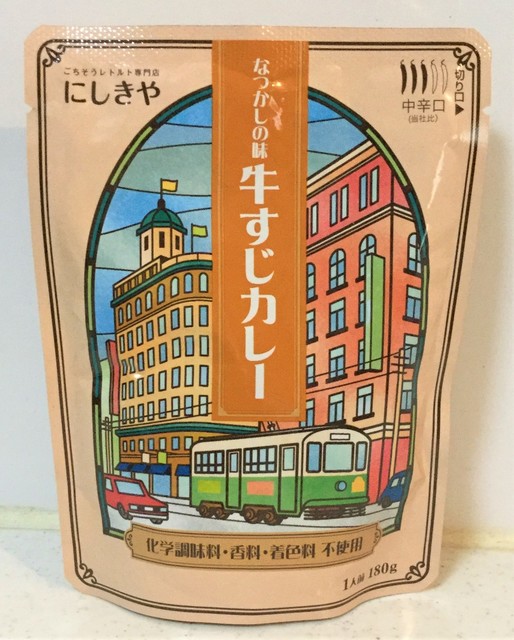 ごちそうレトルト専門店
にしきや
なつかしの味
牛すじカレー
中辛口
(当社比)
切り口▶
化学調味料・香料・着色料 不使用
1人前 180g